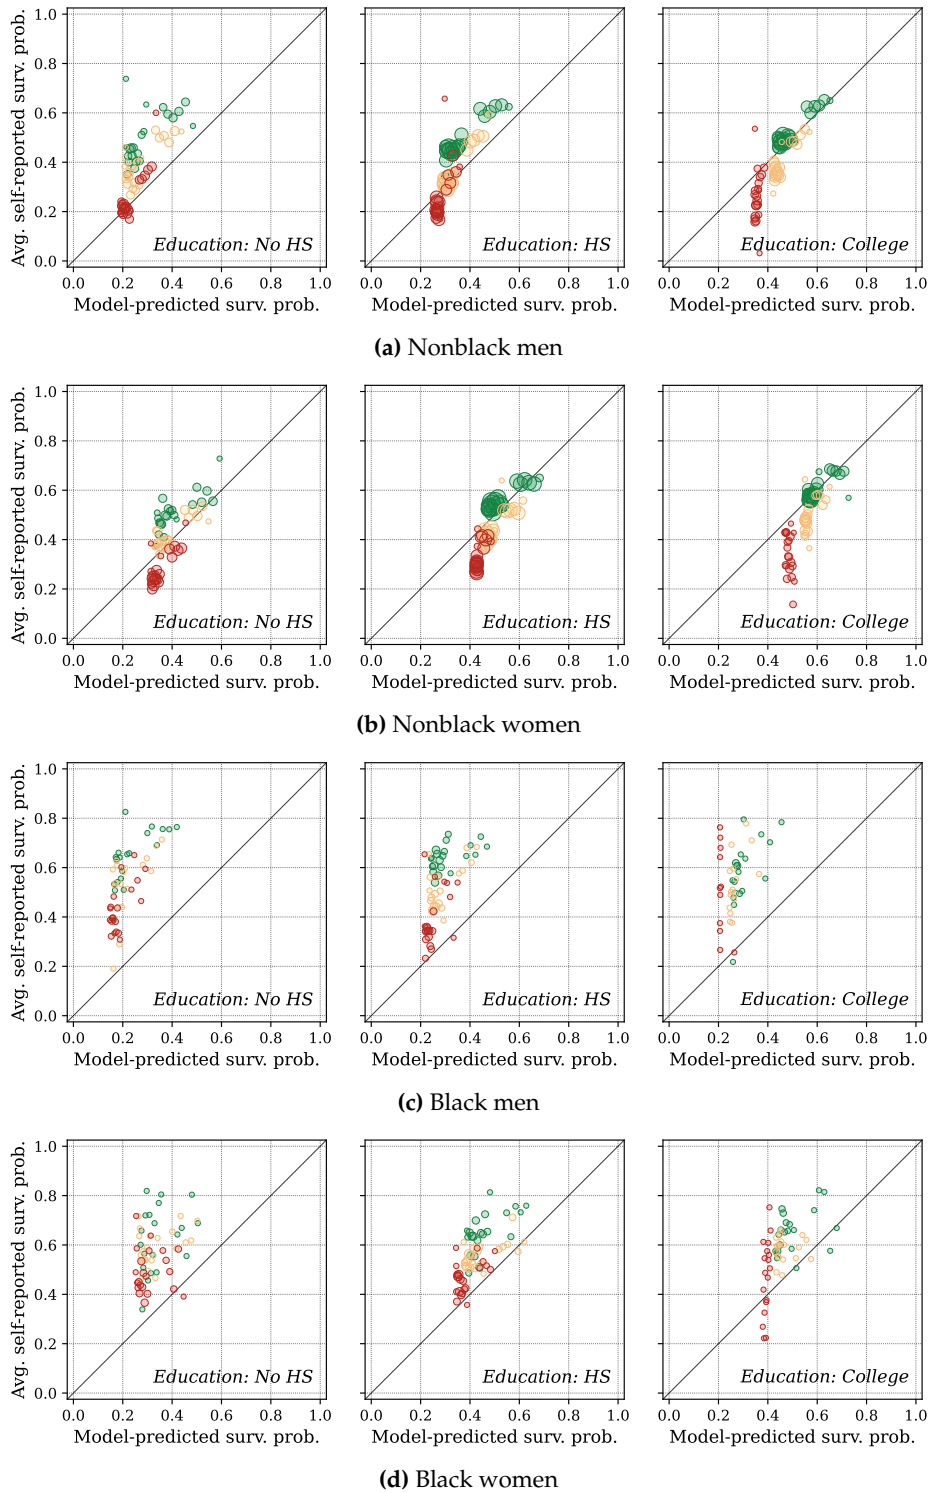 Avg. self-reported surv. prob.
1.0
0.8
0.6
0.4
0.2
0.0
Education: No HS
Education: HS
Education: College
0.0 0.2 0.4 0.6 0.8 1.0
0.0 0.2 0.4 0.6 0.8 1.0
0.0 0.2 0.4 0.6 0.8 1.0
Model-predicted surv. prob.
Model-predicted surv. prob.
Model-predicted surv. prob.
(a) Nonblack men
Avg. self-reported surv. prob.
1.0
0.8
0.6
0.4
0.2
0.0
Education: No HS
Education: HS
Education: College
0.0 0.2 0.4 0.6 0.8 1.0
0.0 0.2 0.4 0.6 0.8 1.0
0.0 0.2 0.4 0.6 0.8 1.0
Model-predicted surv. prob.
Model-predicted surv. prob.
Model-predicted surv. prob.
(b) Nonblack women
Avg. self-reported surv. prob.
1.0
0.8
0.6
0.4
0.2
0.0
Education: No HS
Education: HS
Education: College
0.0 0.2 0.4 0.6 0.8 1.0
0.0 0.2 0.4 0.6 0.8 1.0
0.0 0.2 0.4 0.6 0.8 1.0
Model-predicted surv. prob.
Model-predicted surv. prob.
Model-predicted surv. prob.
(c) Black men
Avg. self-reported surv. prob.
1.0
0.8
0.6
0.4
0.2
0.0
Education: No HS
Education: HS
Education: College
0.0 0.2 0.4 0.6 0.8 1.0
0.0 0.2 0.4 0.6 0.8 1.0
0.0 0.2 0.4 0.6 0.8 1.0
Model-predicted surv. prob.
Model-predicted surv. prob.
Model-predicted surv. prob.
(d) Black women